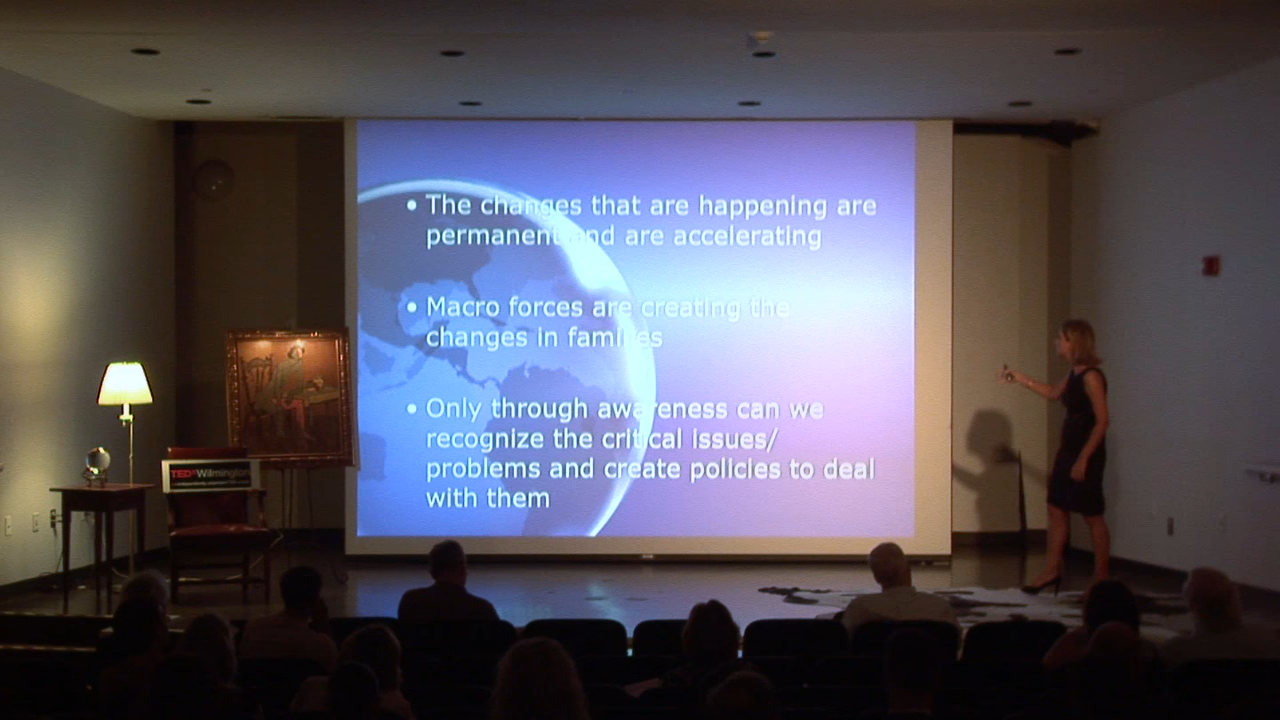 • The changes that are happening are
permanent and are accelerating
• Macro forces are creating the
changes in families
• Only through awareness can we
recognize the critical issues/
problems and create policies to deal
with them
TEDxWilmington